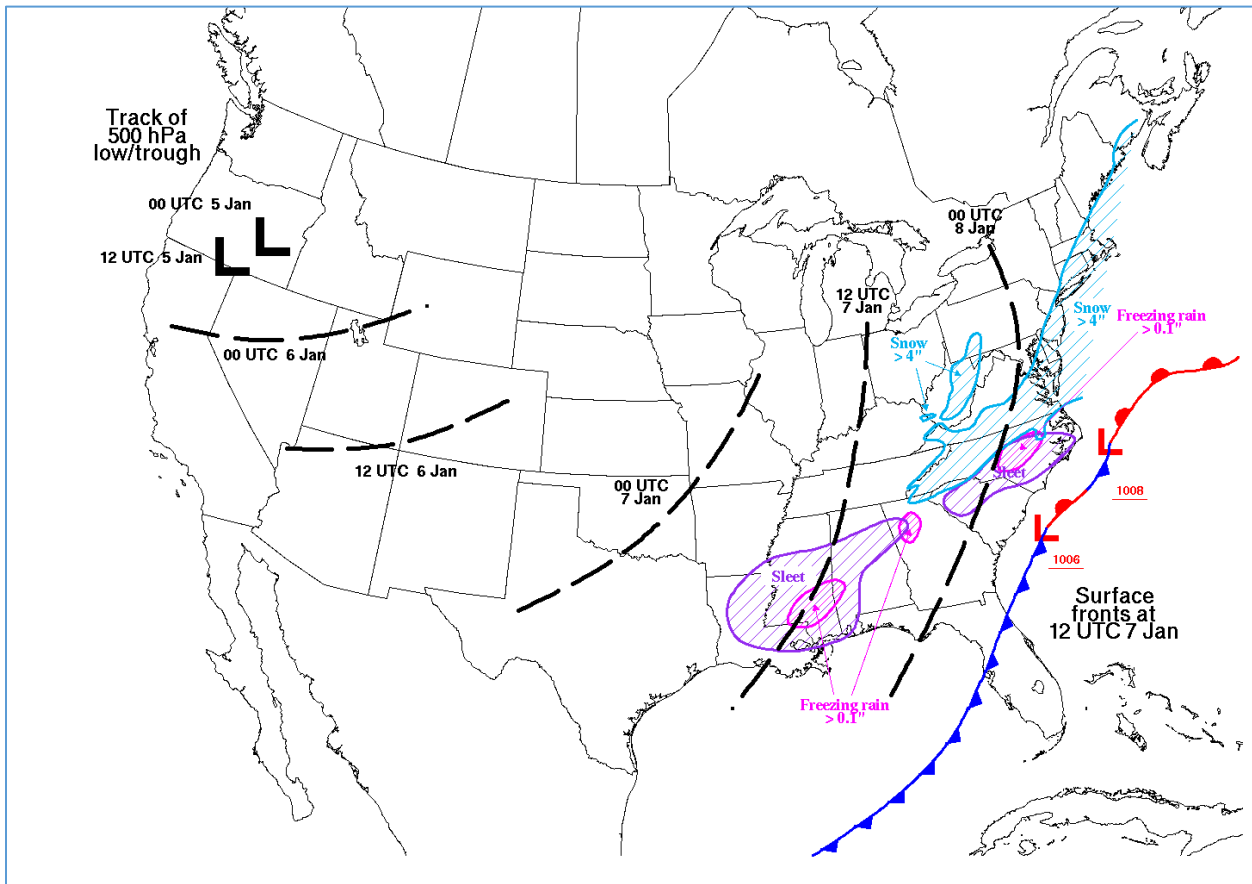 Track of
500 hPa
low/trough
00 UTC 5 Jan
L
12 UTC 5 Jan
L
00 UTC 6 Jan
12 UTC 6 Jan
00 UTC
7 Jan
12 UTC
7 Jan
00 UTC
8 Jan
Snow
> 4"
Snow
> 4"
Freezing rain
> 0.1"
L
1008
L
1006
Sleet
Sleet
Freezing rain
> 0.1"
Surface
fronts at
12 UTC 7 Jan